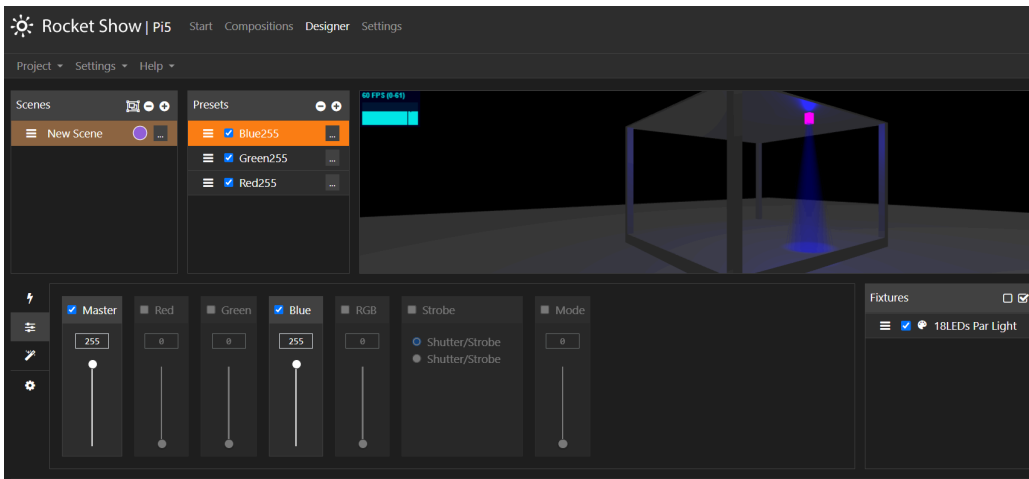 Rocket Show | Pi5 Start Compositions Designer Settings
Project Settings Help
Scenes
New Scene ...
Presets
Blue255 ...
Green255 ...
Red255 ...
60 FPS (0-61)
Master Red Green Blue RGB Strobe Mode
255 0 0 255 0 0
Shutter/Strobe
Shutter/Strobe
Fixtures
18LEDs Par Light